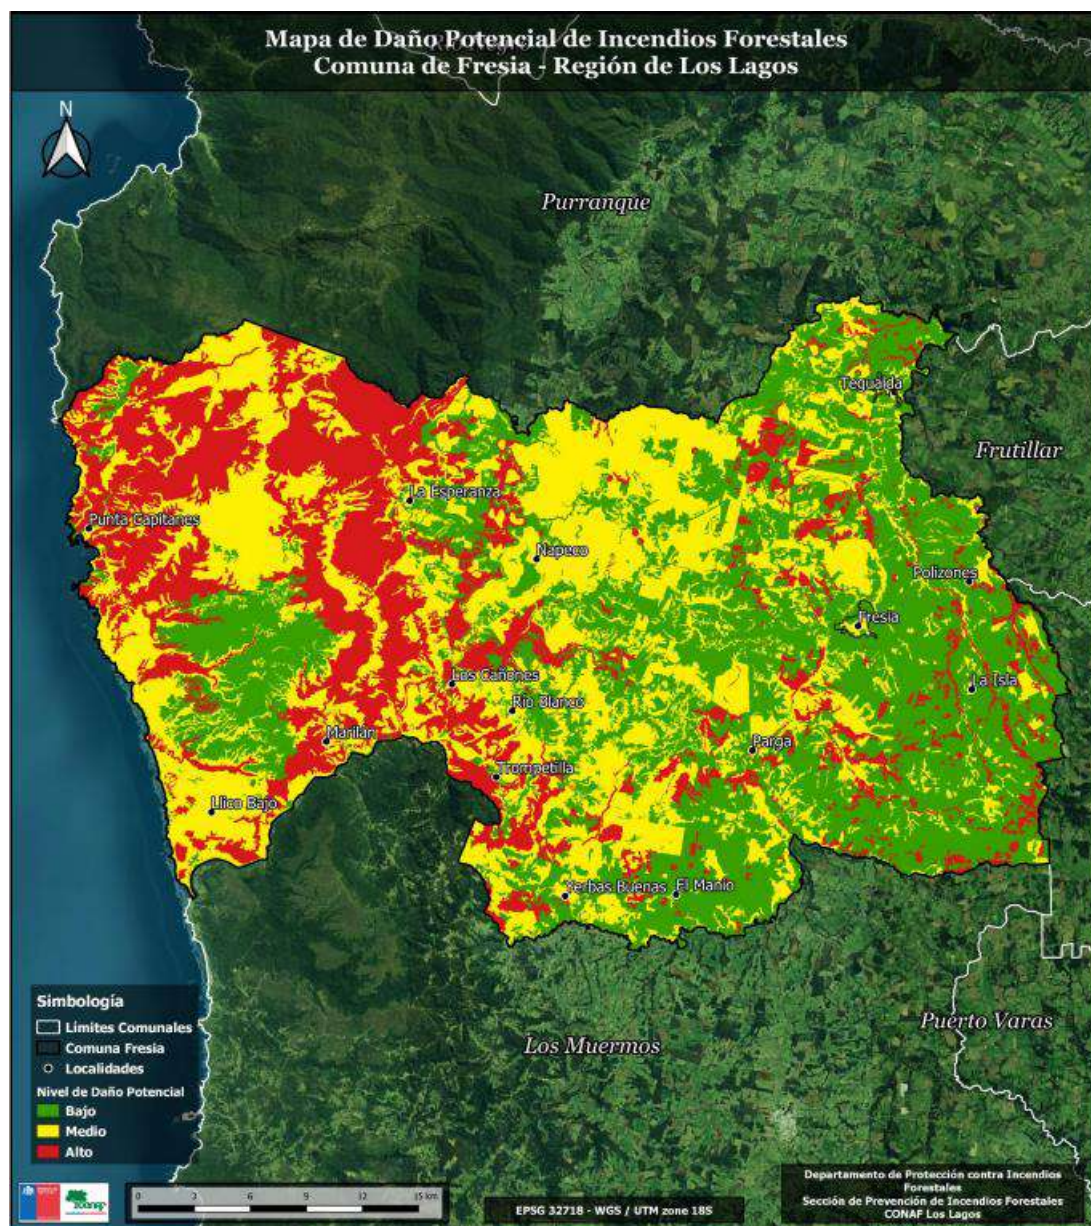 Mapa de Daño Potencial de Incendios Forestales
Comuna de Fresia - Región de Los Lagos
N
Purranque
Tegualda
Frutillar
La Esperanza
Punta Capitanes
Ñapeco
Polizones
Fresia
Los Cañones
La Isla
Río Blanco
Marilán
Parga
Trompetilla
Llico Bajo
Yerbas Buenas
El Mañio
Simbología
Límites Comunales
Comuna Fresia
Localidades
Nivel de Daño Potencial
Bajo
Medio
Alto
Puerto Varas
Los Muermos
0 3 6 9 12 15 km
EPSG 32718 - WGS / UTM zone 18S
Departamento de Protección contra Incendios
Forestales
Sección de Prevención de Incendios Forestales
CONAF Los Lagos